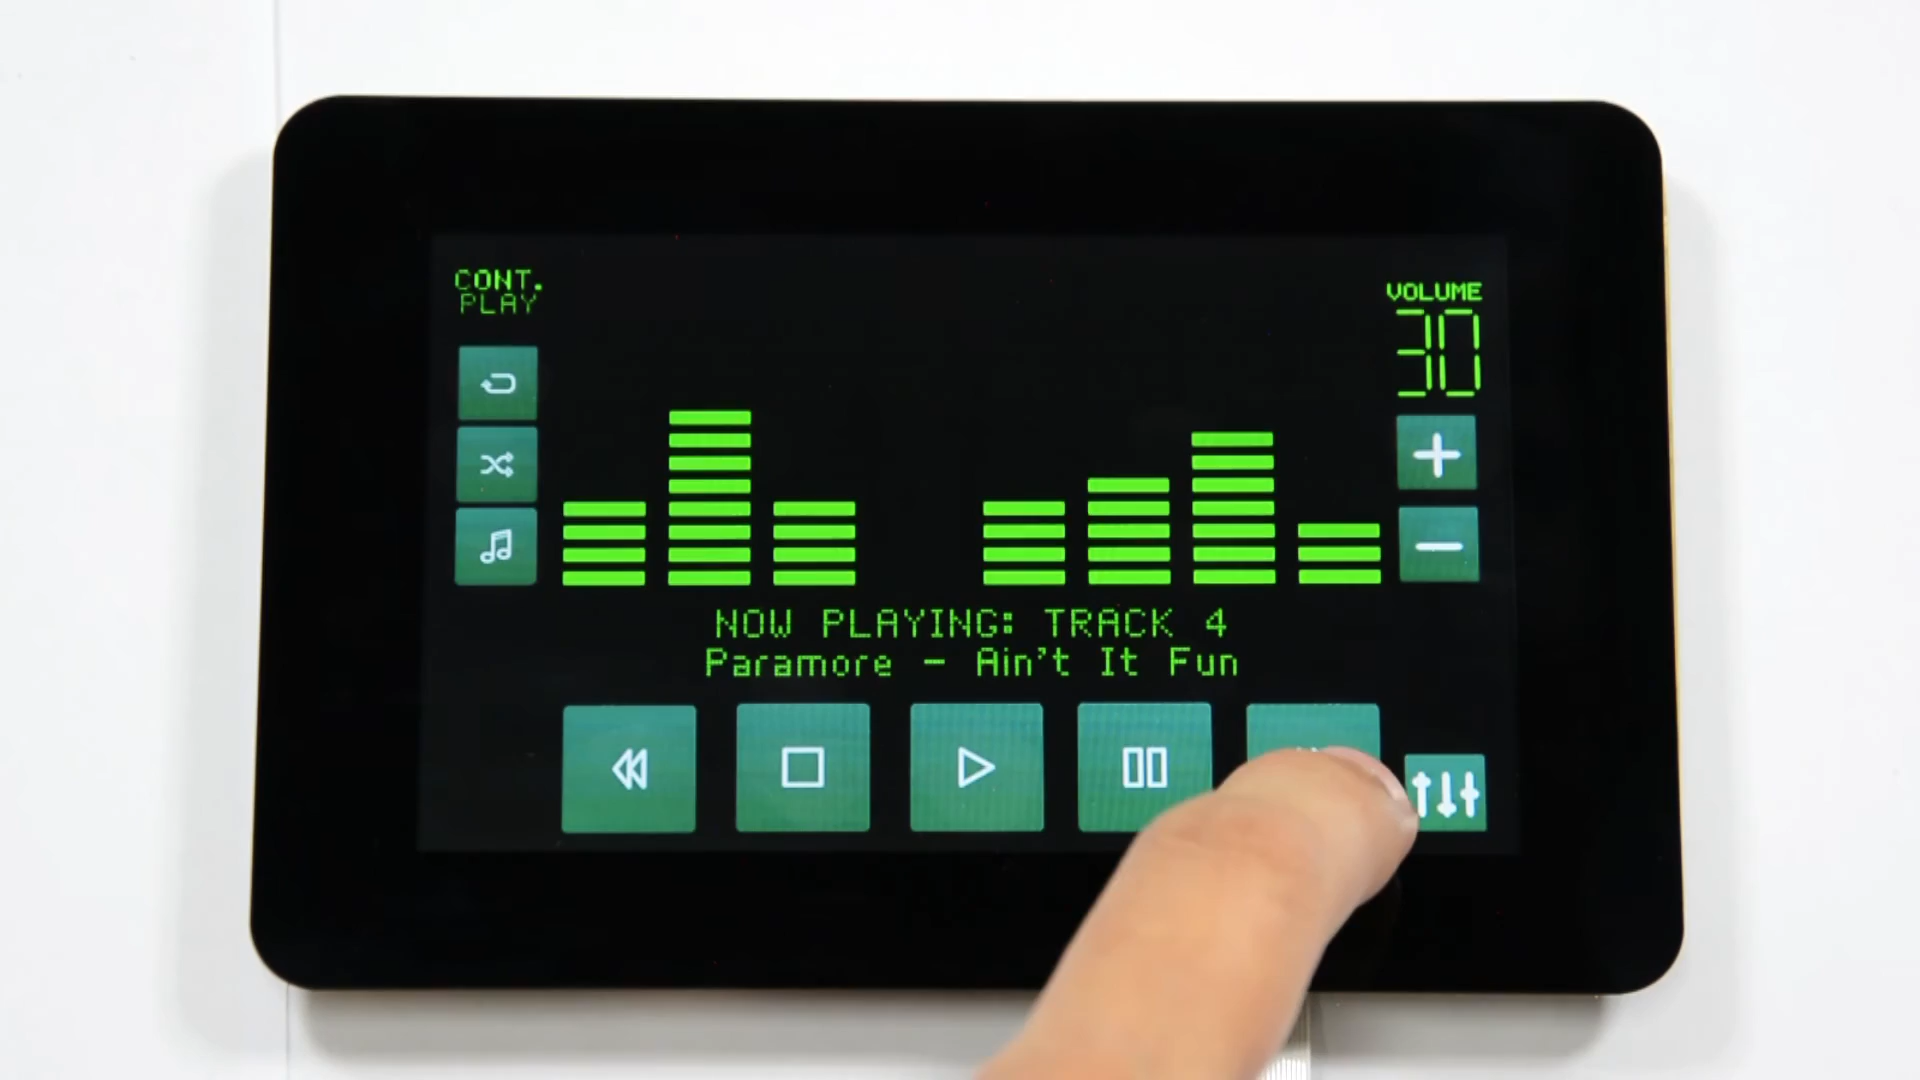 CONT.
PLAY
VOLUME
30
NOW PLAYING: TRACK 4
Paramore - Ain't It Fun